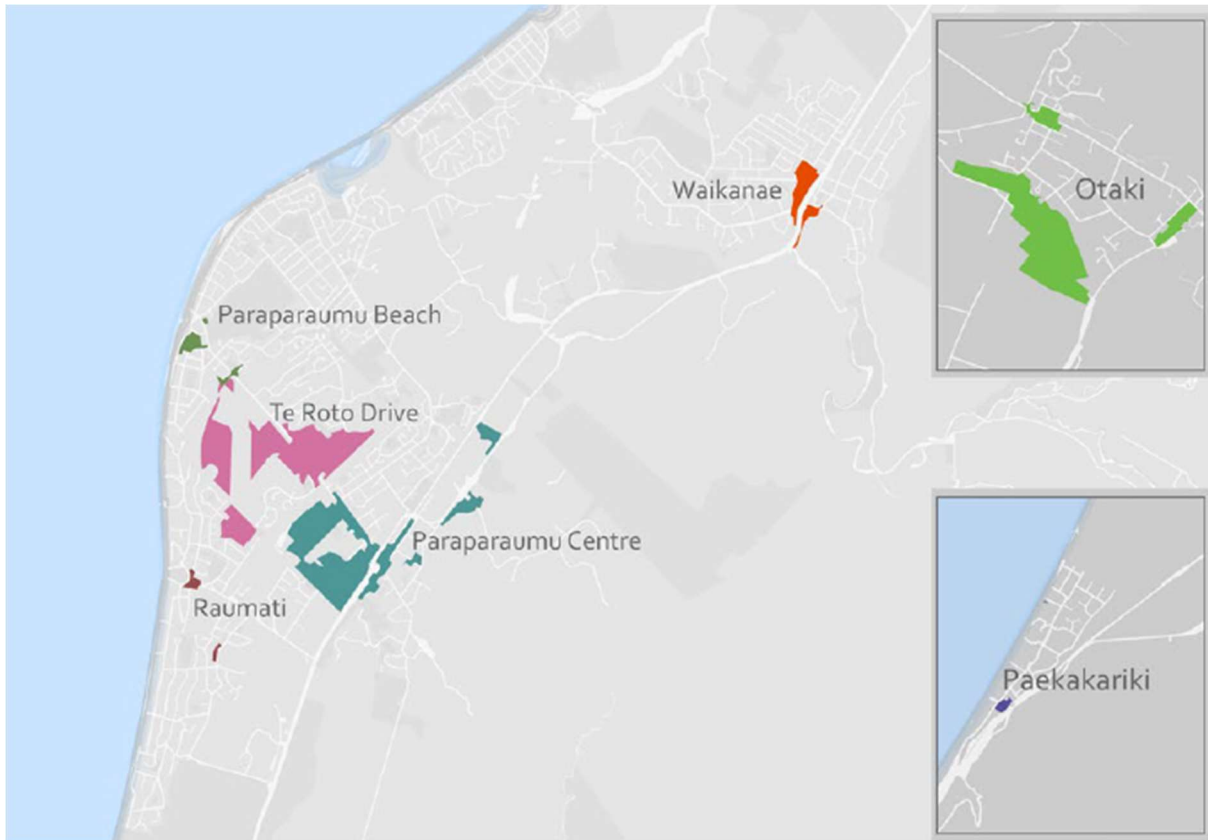 Waikanae
Otaki
Paraparaumu Beach
Te Roto Drive
Paraparaumu Centre
Raumati
Paekakariki